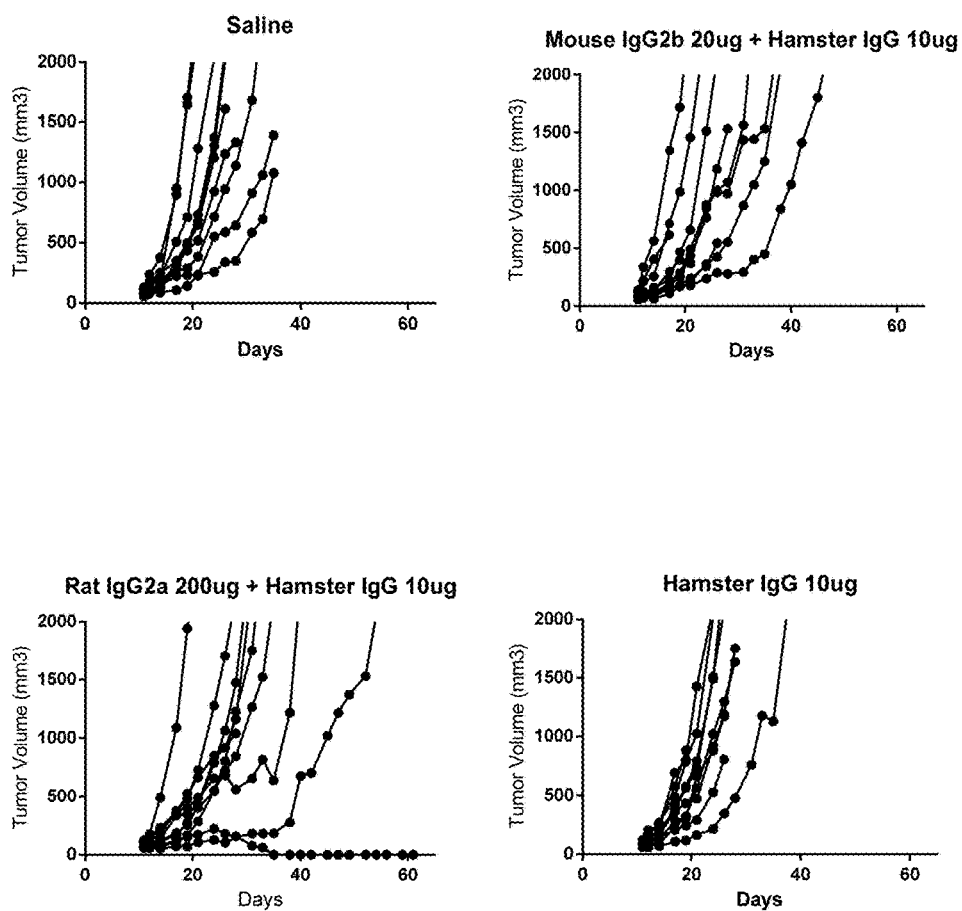 Saline
2000
1500
1000
500
0
Tumor Volume (mm3)
0 20 40 60
Days
Mouse IgG2b 20ug + Hamster IgG 10ug
2000
1500
1000
500
0
Tumor Volume (mm3)
0 20 40 60
Days
Rat IgG2a 200ug + Hamster IgG 10ug
2000
1500
1000
500
0
Tumor Volume (mm3)
0 20 40 60
Days
Hamster IgG 10ug
2000
1500
1000
500
0
Tumor Volume (mm3)
0 20 40 60
Days